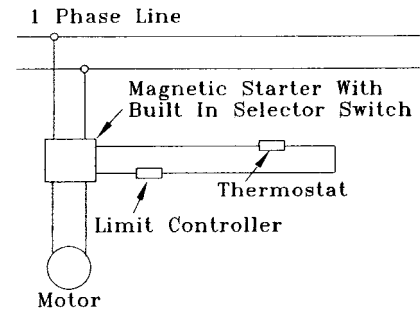 1 Phase Line
Magnetic Starter With
Built In Selector Switch
Thermostat
Limit Controller
Motor